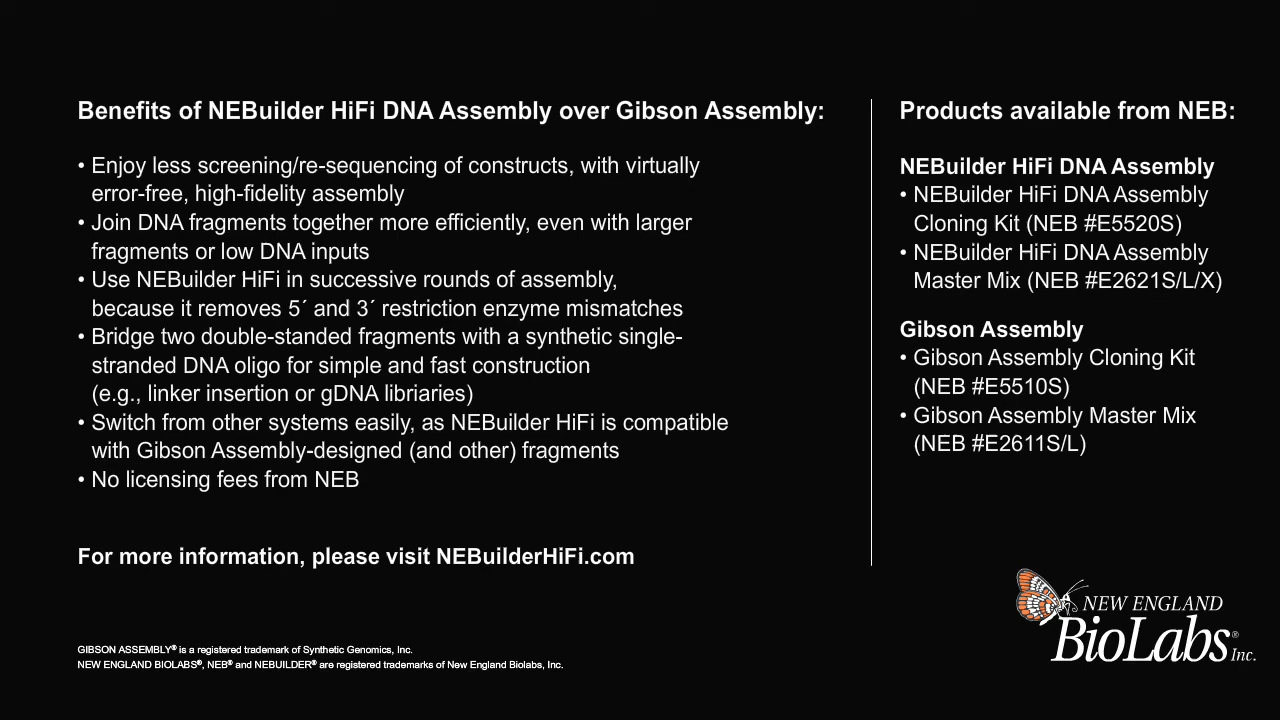 Benefits of NEBuilder HiFi DNA Assembly over Gibson Assembly:
• Enjoy less screening/re-sequencing of constructs, with virtually
error-free, high-fidelity assembly
• Join DNA fragments together more efficiently, even with larger
fragments or low DNA inputs
• Use NEBuilder HiFi in successive rounds of assembly,
because it removes 5´ and 3´ restriction enzyme mismatches
• Bridge two double-standed fragments with a synthetic single-
stranded DNA oligo for simple and fast construction
(e.g., linker insertion or gDNA libriaries)
• Switch from other systems easily, as NEBuilder HiFi is compatible
with Gibson Assembly-designed (and other) fragments
• No licensing fees from NEB
For more information, please visit NEBuilderHiFi.com
GIBSON ASSEMBLY® is a registered trademark of Synthetic Genomics, Inc.
NEW ENGLAND BIOLABS®, NEB® and NEBUILDER® are registered trademarks of New England Biolabs, Inc.
Products available from NEB:
NEBuilder HiFi DNA Assembly
• NEBuilder HiFi DNA Assembly
Cloning Kit (NEB #E5520S)
• NEBuilder HiFi DNA Assembly
Master Mix (NEB #E2621S/L/X)
Gibson Assembly
• Gibson Assembly Cloning Kit
(NEB #E5510S)
• Gibson Assembly Master Mix
(NEB #E2611S/L)
NEW ENGLAND
BioLabs® Inc.